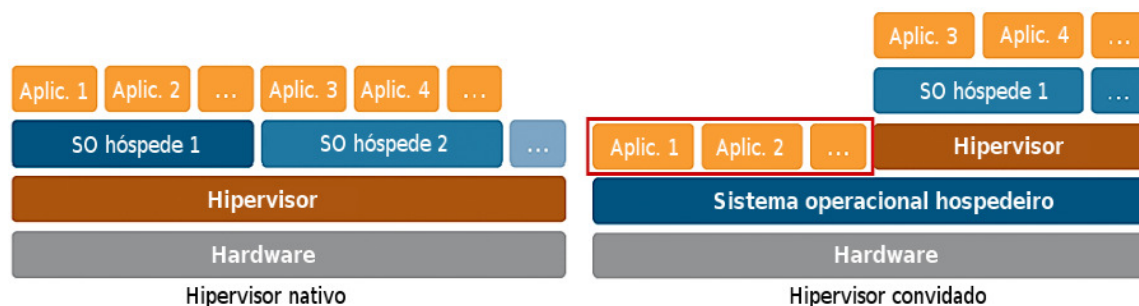 Aplic. 1 Aplic. 2 ... Aplic. 3 Aplic. 4 ...
SO hóspede 1 SO hóspede 2 ...
Hipervisor
Hardware
Hipervisor nativo
Aplic. 3 Aplic. 4 ...
SO hóspede 1 ...
Aplic. 1 Aplic. 2 ... Hipervisor
Sistema operacional hospedeiro
Hardware
Hipervisor convidado